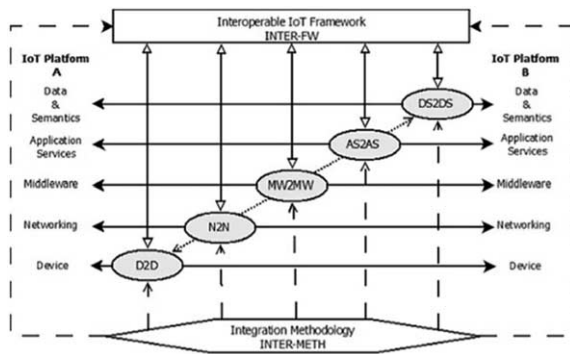 Interoperable IoT Framework
INTER-FW
IoT Platform
A
IoT Platform
B
Data
&
Semantics
DS2DS
Data
&
Semantics
Application
Services
AS2AS
Application
Services
Middleware
MW2MW
Middleware
Networking
N2N
Networking
Device
D2D
Device
Integration Methodology
INTER-METH